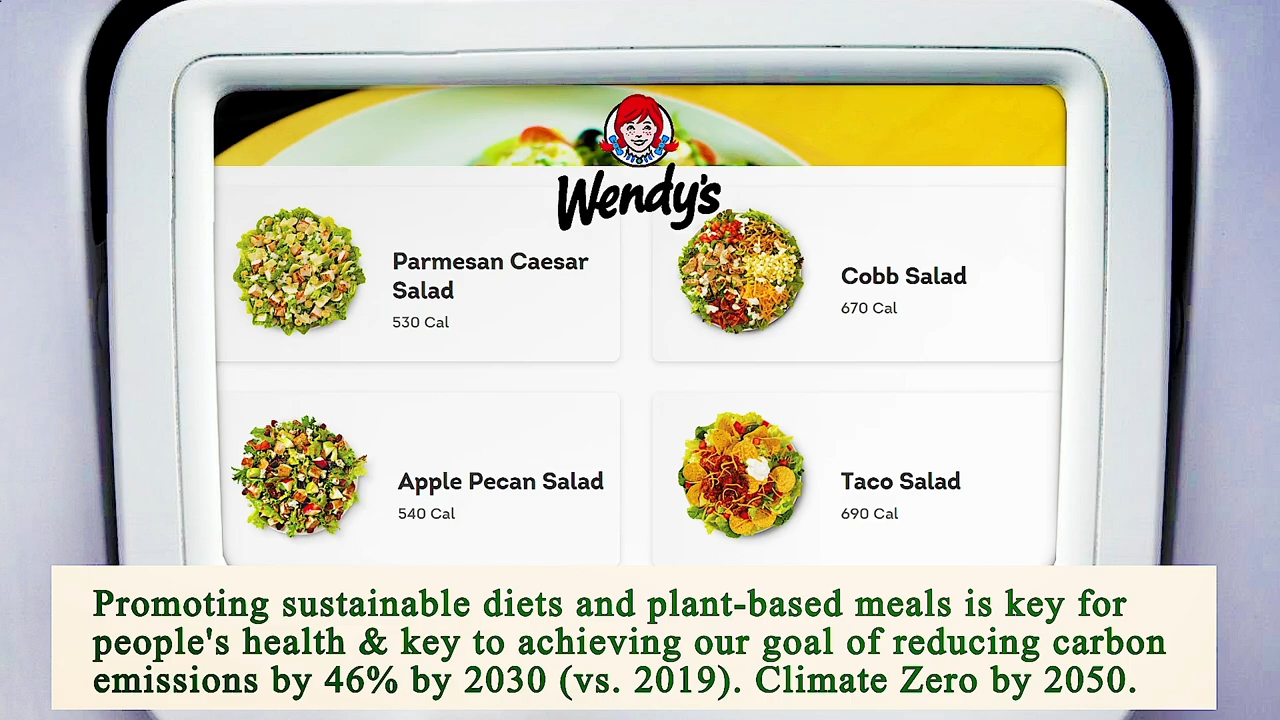 Wendy's
Parmesan Caesar
Salad
530 Cal
Cobb Salad
670 Cal
Apple Pecan Salad
540 Cal
Taco Salad
690 Cal
Promoting sustainable diets and plant-based meals is key for
people's health & key to achieving our goal of reducing carbon
emissions by 46% by 2030 (vs. 2019). Climate Zero by 2050.